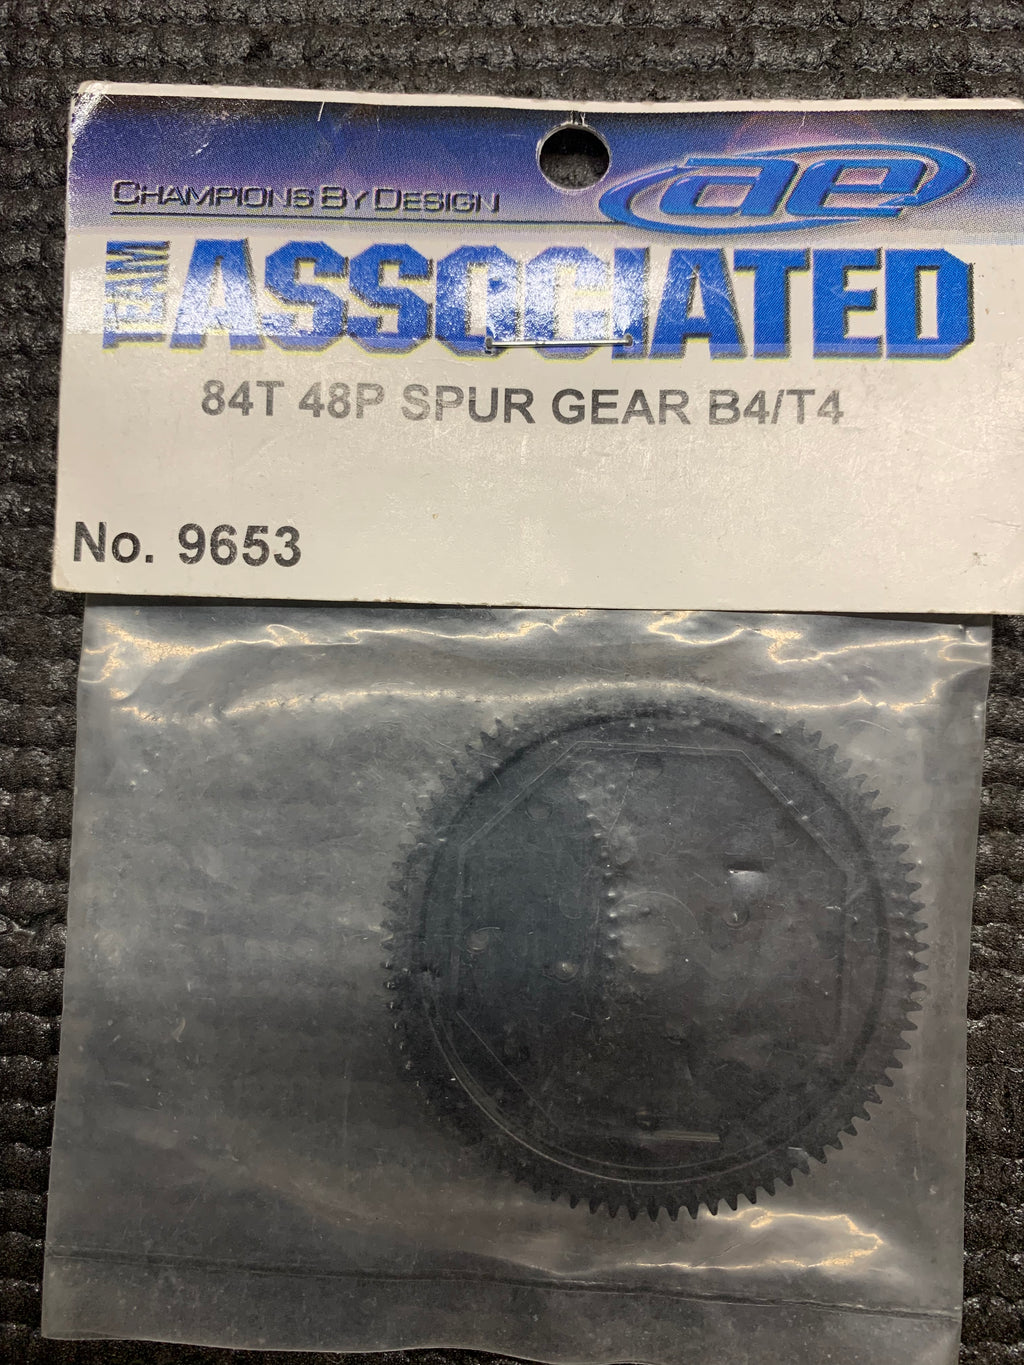 CHAMPIONS BY DESIGN
ae
TEAM ASSOCIATED
84T 48P SPUR GEAR B4/T4
No. 9653